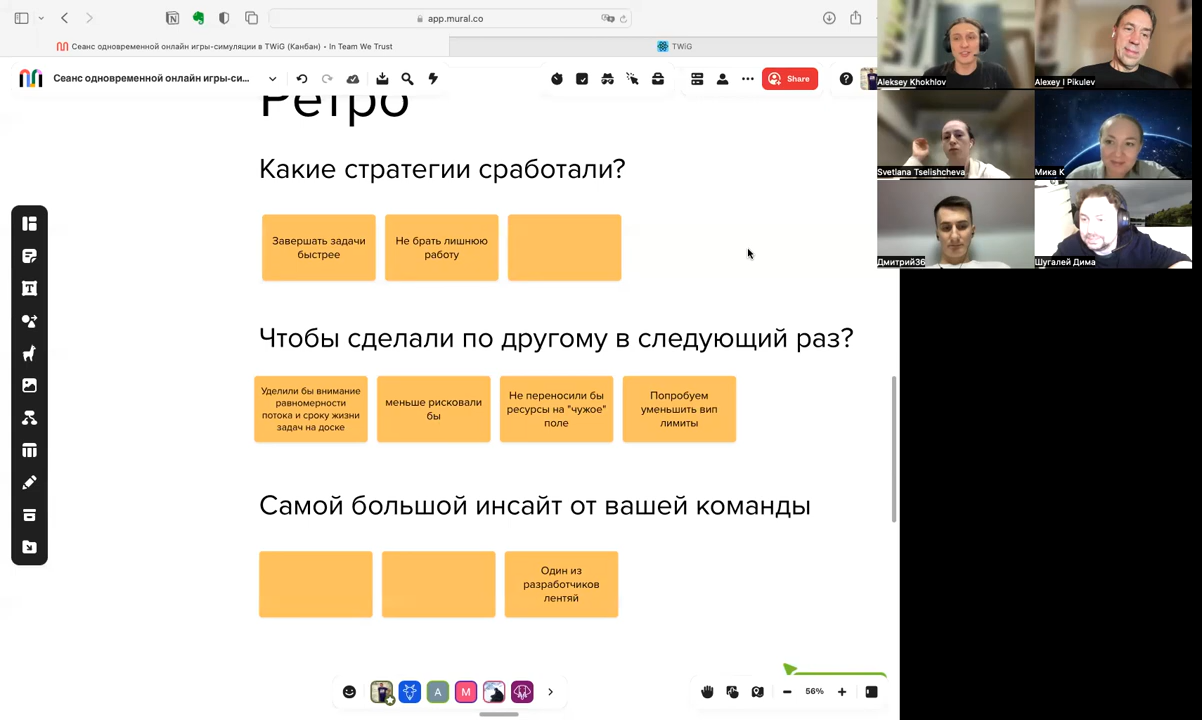 app.mural.co
Сеанс одновременной онлайн игры-симуляции в TWiG (Канбан) • In Team We Trust
TWiG
Сеанс одновременной онлайн игры-си...
Share
Ретро
Какие стратегии сработали?
Завершать задачи
быстрее
Не брать лишнюю
работу
Чтобы сделали по другому в следующий раз?
Уделили бы внимание
равномерности
потока и сроку жизни
задач на доске
меньше рисковали
бы
Не переносили бы
ресурсы на "чужое"
поле
Попробуем
уменьшить вип
лимиты
Самой большой инсайт от вашей команды
Один из
разработчиков
лентяй
A
M
56%
Aleksey Khokhlov
Alexey I Pikulev
Svetlana Tselishcheva
Мика К
Дмитрий36
Шугалей Дима